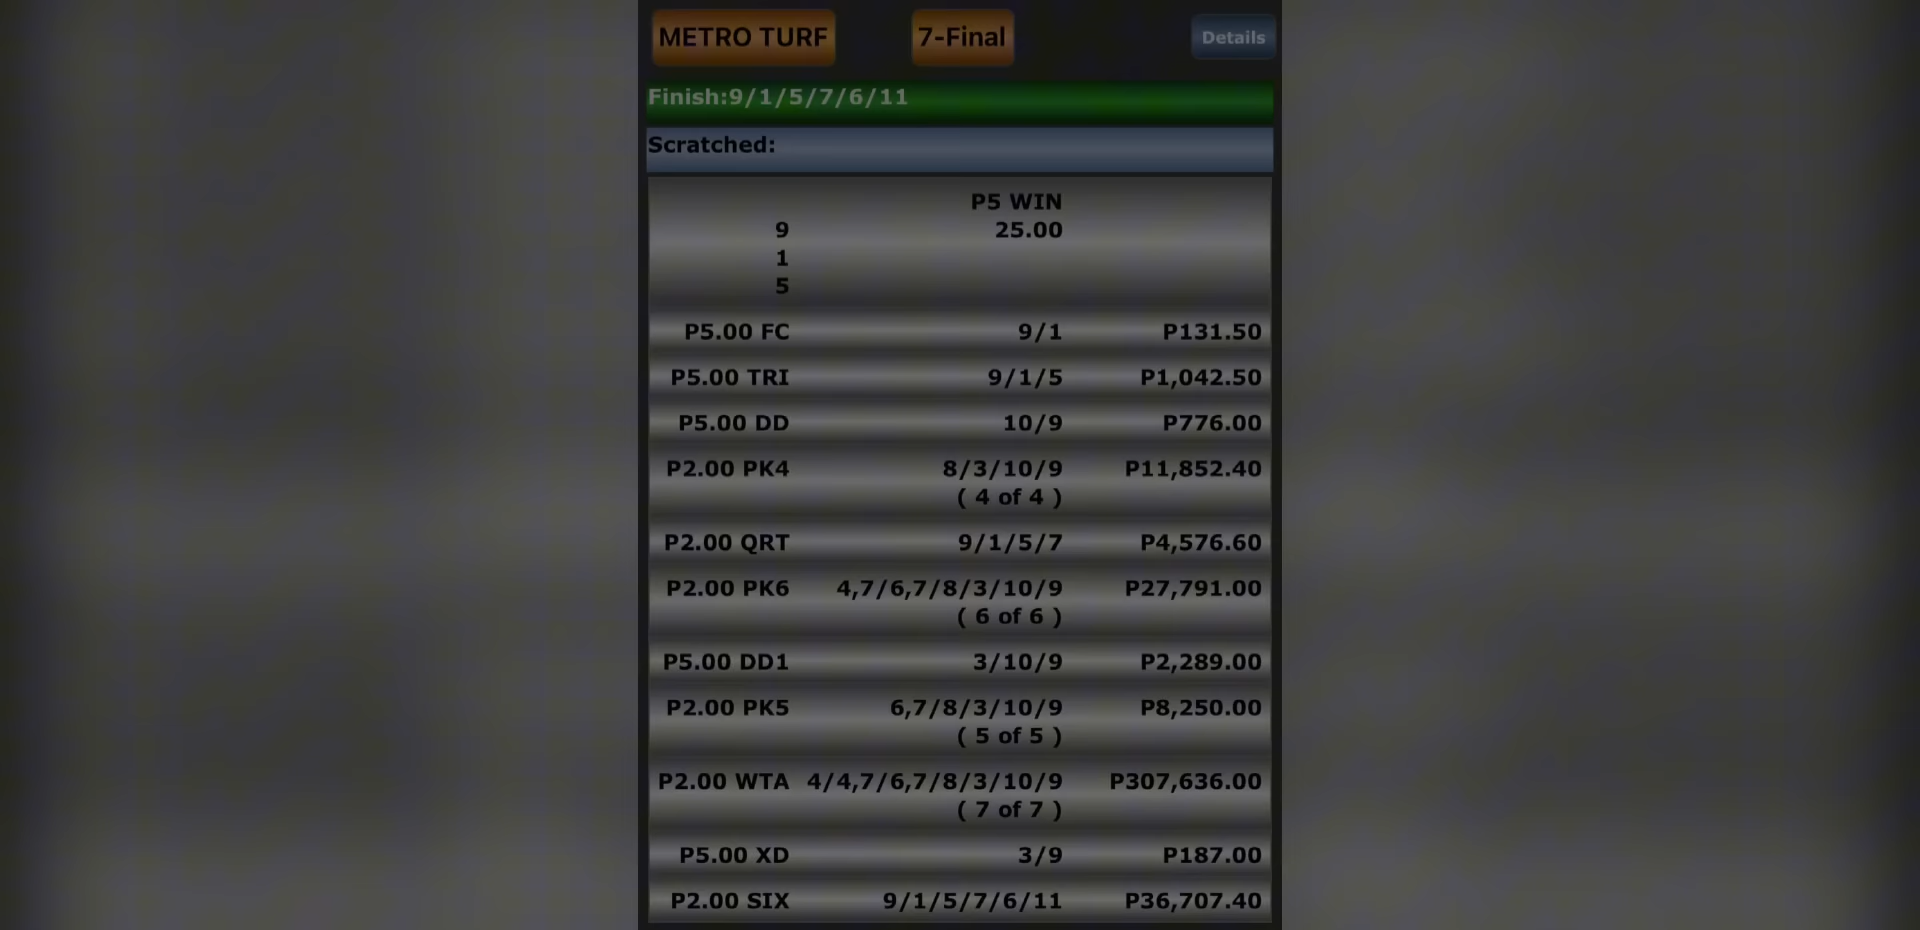 METRO TURF 7-Final Details
Finish:9/1/5/7/6/11
Scratched:
P5 WIN
9 25.00
1
5
P5.00 FC 9/1 P131.50
P5.00 TRI 9/1/5 P1,042.50
P5.00 DD 10/9 P776.00
P2.00 PK4 8/3/10/9 P11,852.40
( 4 of 4 )
P2.00 QRT 9/1/5/7 P4,576.60
P2.00 PK6 4,7/6,7/8/3/10/9 P27,791.00
( 6 of 6 )
P5.00 DD1 3/10/9 P2,289.00
P2.00 PK5 6,7/8/3/10/9 P8,250.00
( 5 of 5 )
P2.00 WTA 4/4,7/6,7/8/3/10/9 P307,636.00
( 7 of 7 )
P5.00 XD 3/9 P187.00
P2.00 SIX 9/1/5/7/6/11 P36,707.40